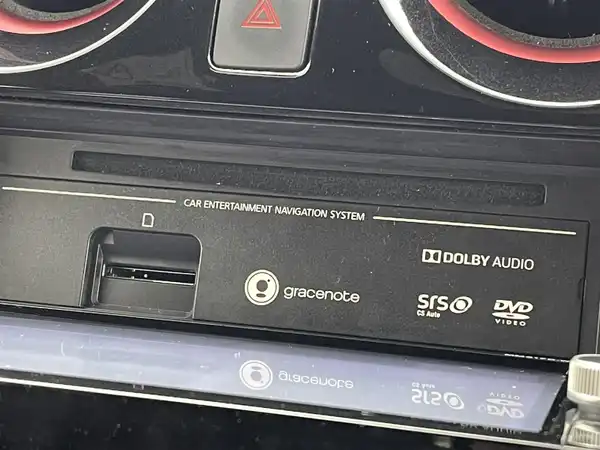 CAR ENTERTAINMENT NAVIGATION SYSTEM
DOLBY AUDIO
gracenote
SRS
CS Auto
DVD
VIDEO